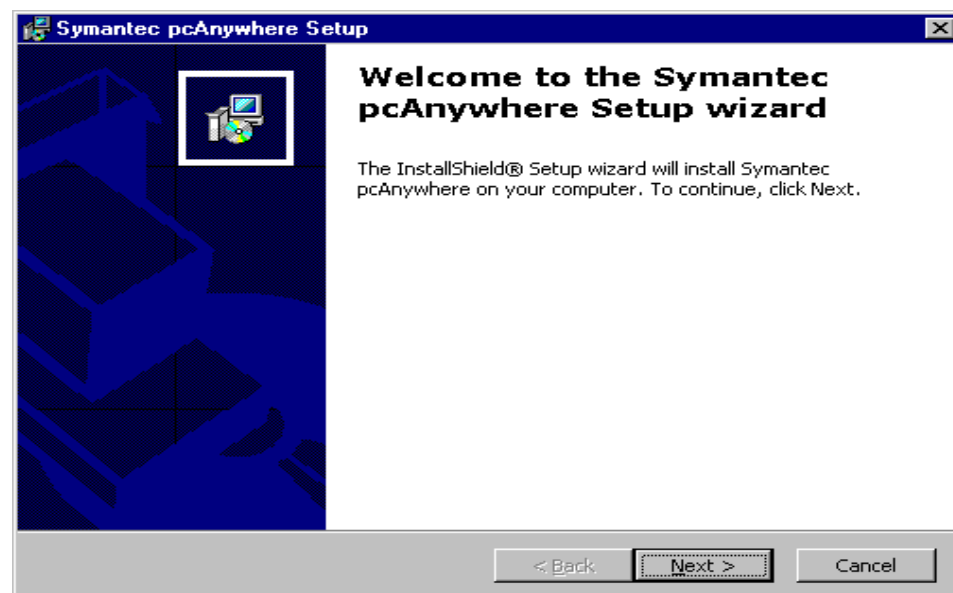 Symantec pcAnywhere Setup
Welcome to the Symantec
pcAnywhere Setup wizard
The InstallShield® Setup wizard will install Symantec
pcAnywhere on your computer. To continue, click Next.
< Back
Next >
Cancel